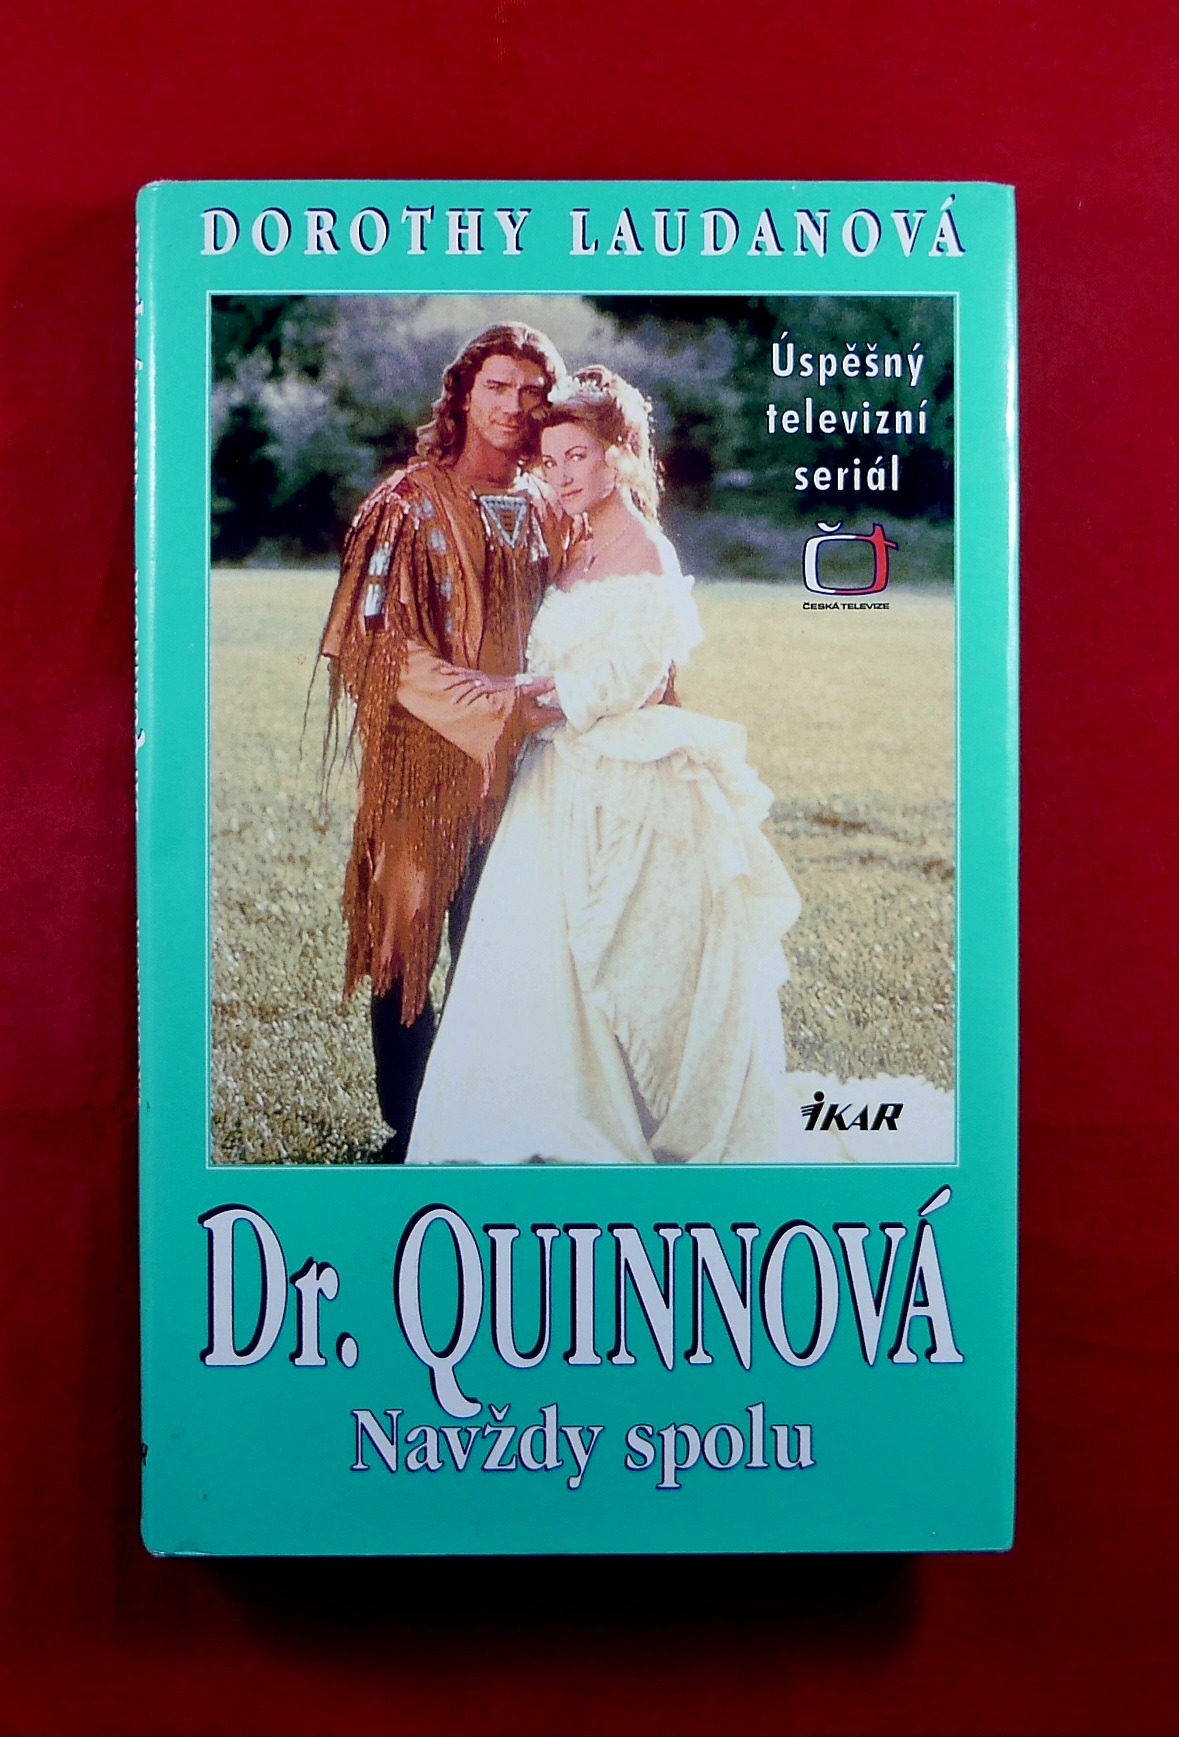 DOROTHY LAUDANOVÁ
Úspěšný
televizní
seriál
ČESKÁ TELEVIZE
IKAR
Dr. QUINNOVÁ
Navždy spolu